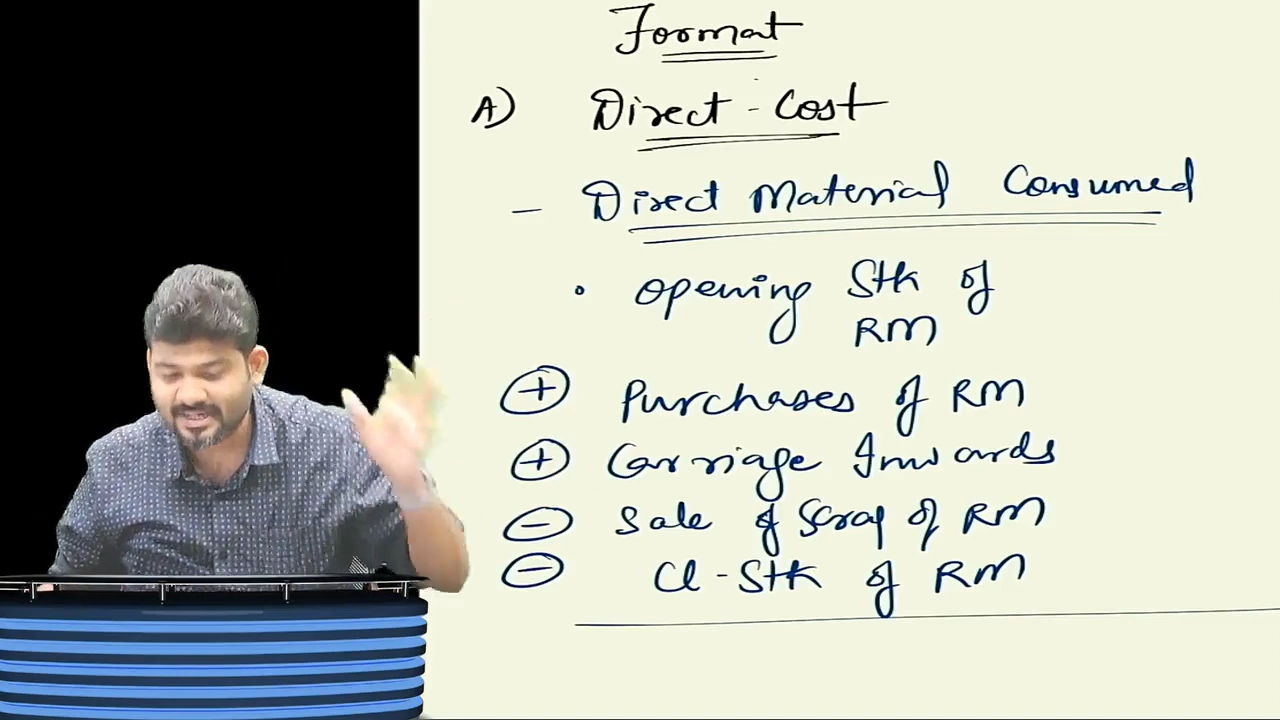 Format
A) Direct - Cost
- Direct Material Consumed
• opening Stk of
RM
+ Purchases of RM
+ Carriage Inwards
- Sale of Scrap of RM
- Cl - Stk of RM